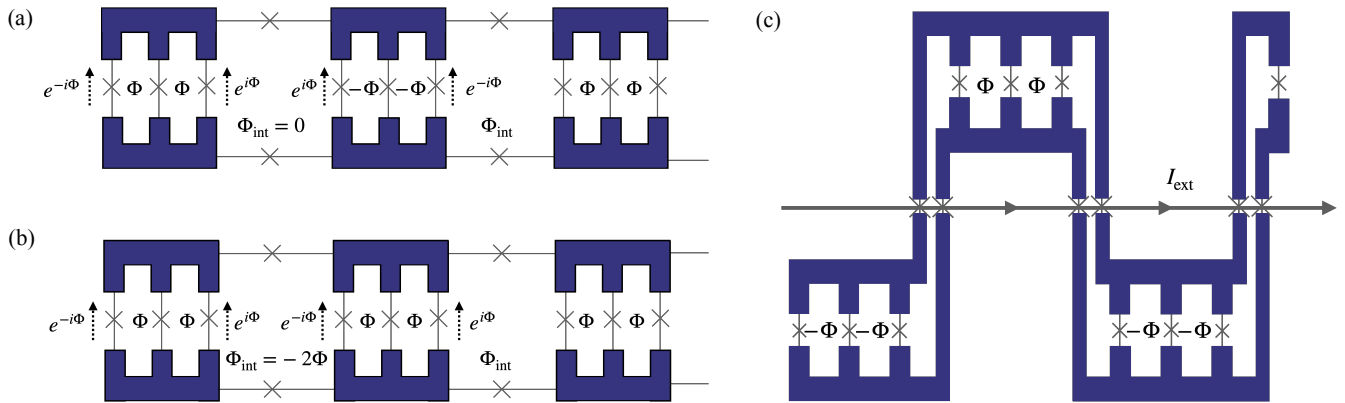 (a)
e^{-iΦ} Φ Φ e^{iΦ} e^{iΦ} −Φ −Φ e^{-iΦ} Φ Φ
Φ_int = 0 Φ_int
(b)
e^{-iΦ} Φ Φ e^{iΦ} e^{-iΦ} Φ Φ e^{iΦ} Φ Φ
Φ_int = − 2Φ Φ_int
(c)
Φ Φ
I_ext
−Φ −Φ −Φ −Φ